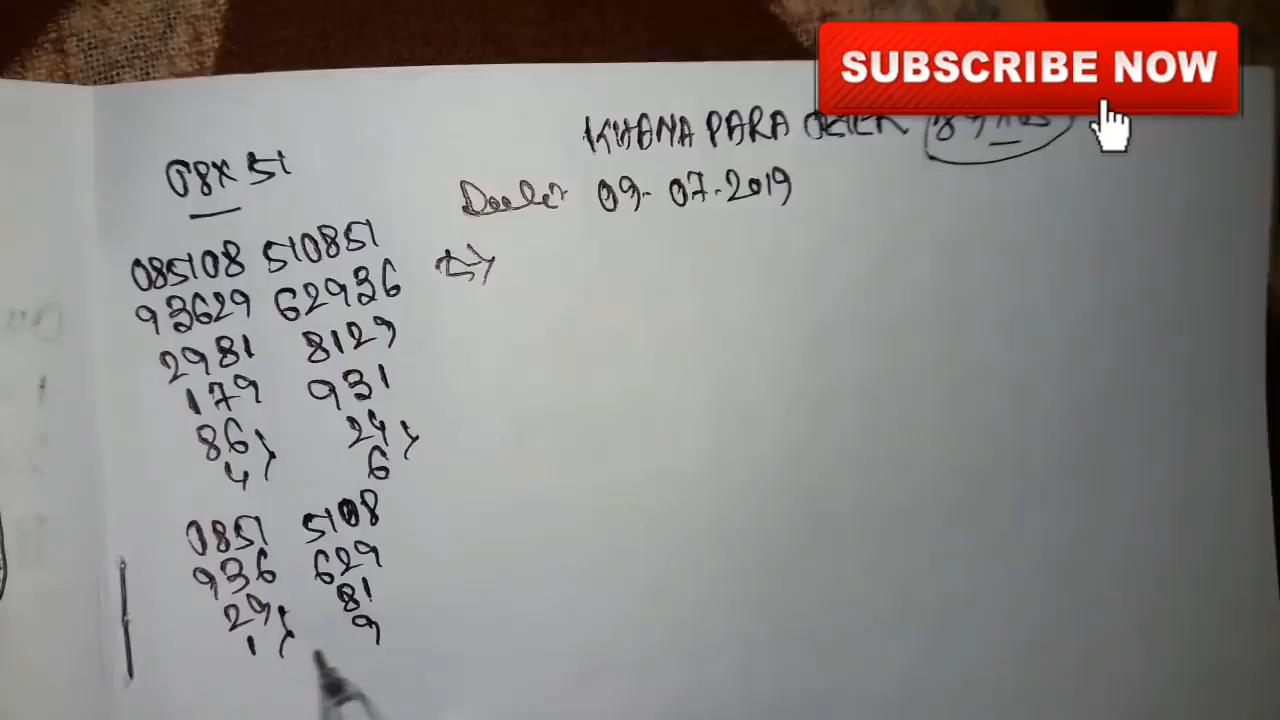 SUBSCRIBE NOW
KHANA PARA
Date: 09-07-2019
08x51
085108 510851
93629 62936
2981 8129
179 931
86 24
4 6
0851 5108
936 629
29 81
1 9